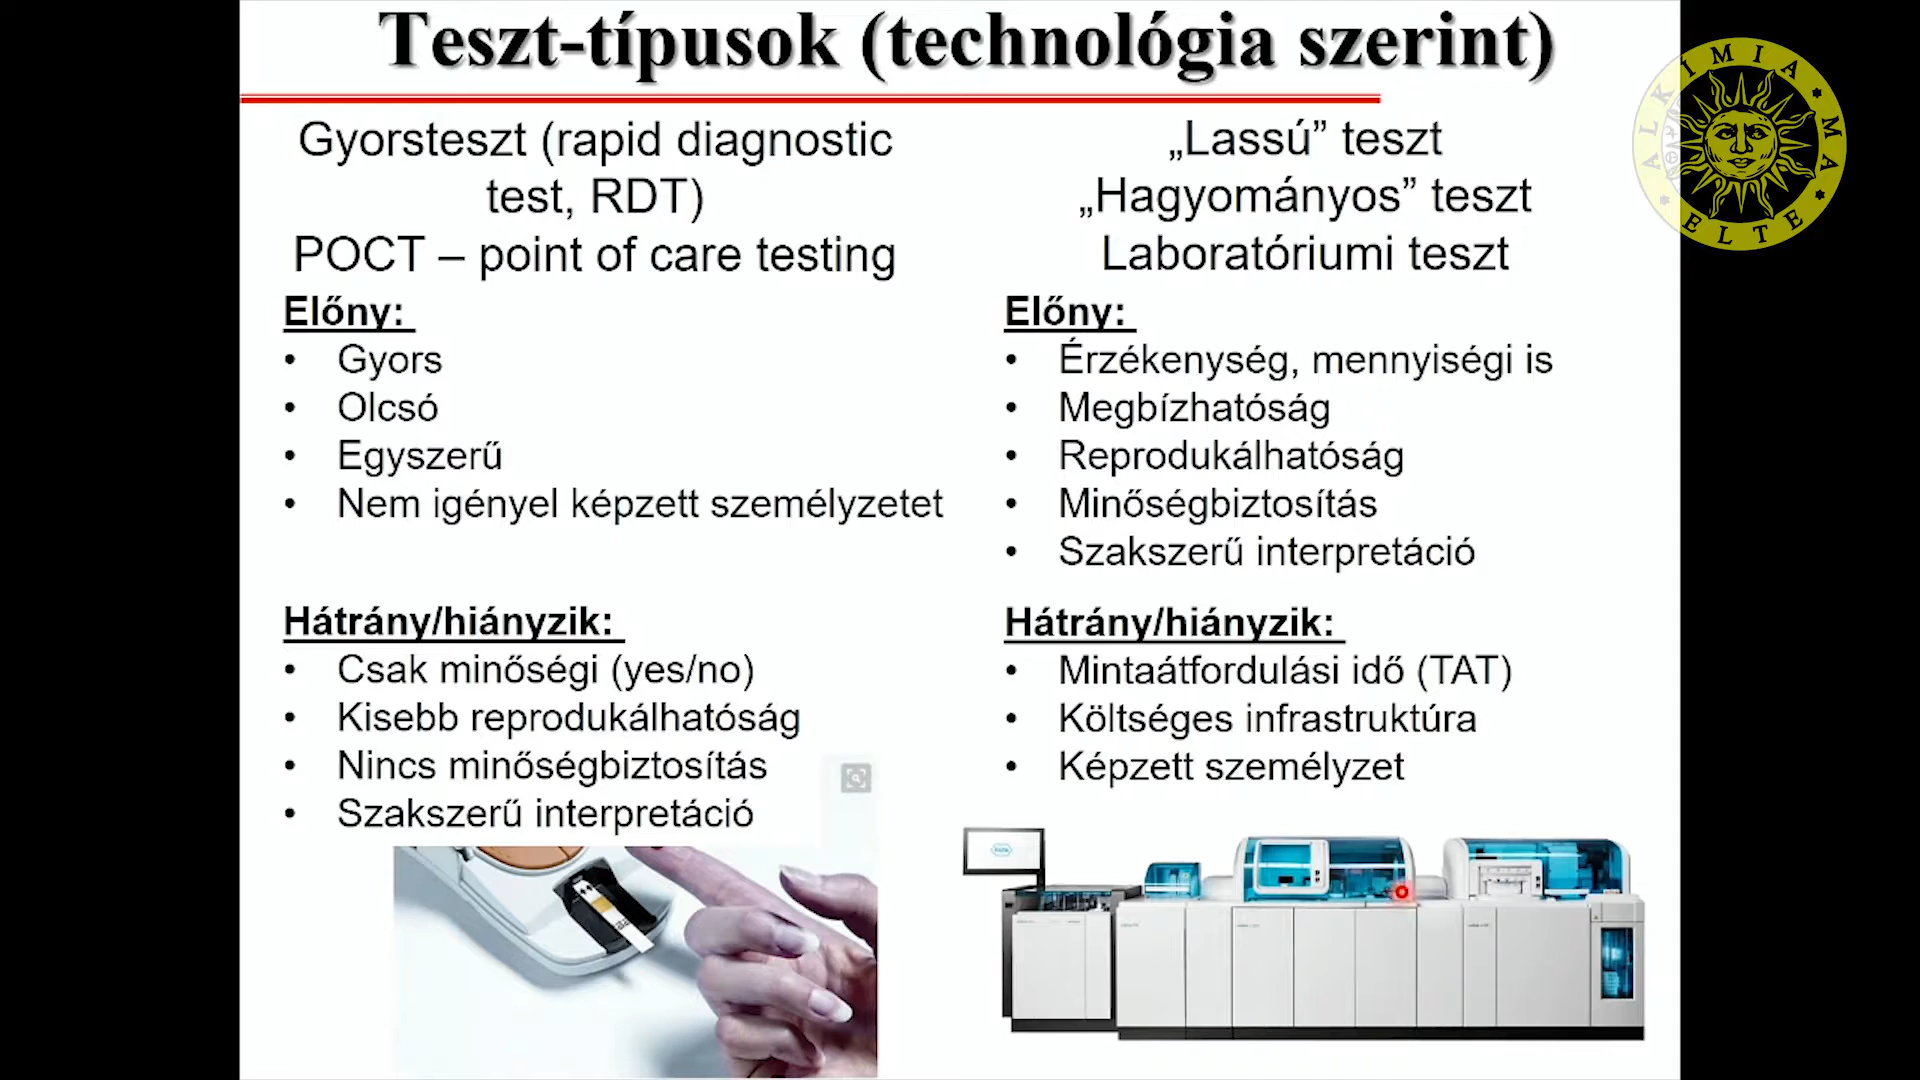 Teszt-típusok (technológia szerint)
Gyorsteszt (rapid diagnostic
test, RDT)
POCT – point of care testing
Előny:
• Gyors
• Olcsó
• Egyszerű
• Nem igényel képzett személyzetet
Hátrány/hiányzik:
• Csak minőségi (yes/no)
• Kisebb reprodukálhatóság
• Nincs minőségbiztosítás
• Szakszerű interpretáció
„Lassú” teszt
„Hagyományos” teszt
Laboratóriumi teszt
Előny:
• Érzékenység, mennyiségi is
• Megbízhatóság
• Reprodukálhatóság
• Minőségbiztosítás
• Szakszerű interpretáció
Hátrány/hiányzik:
• Mintaátfordulási idő (TAT)
• Költséges infrastruktúra
• Képzett személyzet
ALKÍMIA MA
ELTE